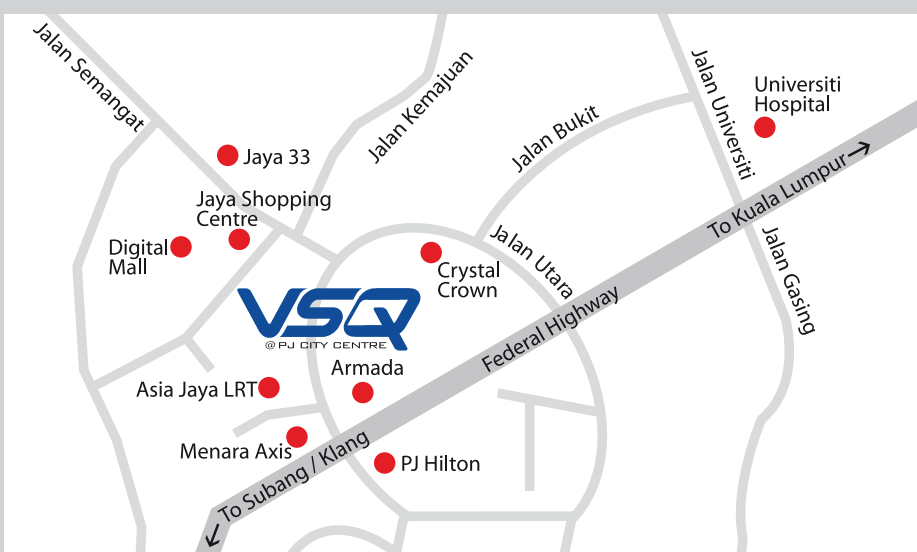 Jalan Semangat
Jalan Kemajuan
Jalan Bukit
Jalan Universiti
Universiti
Hospital
Jaya 33
Jaya Shopping
Centre
Digital
Mall
Crystal
Crown
Jalan Utara
To Kuala Lumpur
Jalan Gasing
VSQ
@ PJ CITY CENTRE
Federal Highway
Armada
Asia Jaya LRT
Menara Axis
PJ Hilton
To Subang / Klang